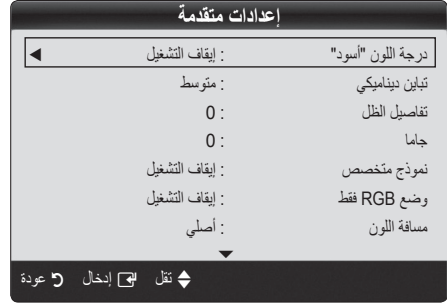 إعدادات متقدمة
درجة اللون "أسود" : إيقاف التشغيل
تباين ديناميكي : متوسط
تفاصيل الظل : 0
جاما : 0
نموذج متخصص : إيقاف التشغيل
وضع RGB فقط : إيقاف التشغيل
مسافة اللون : أصلي
تنقل إدخال عودة